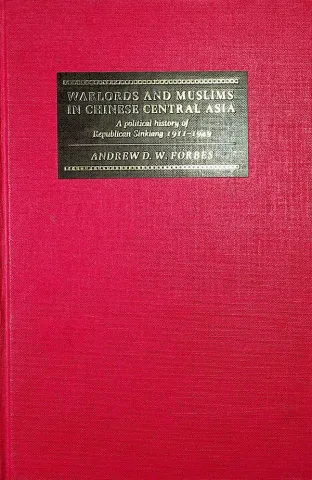 WARLORDS AND MUSLIMS
IN CHINESE CENTRAL ASIA
A political history of
Republican Sinkiang 1911–1949
ANDREW D. W. FORBES